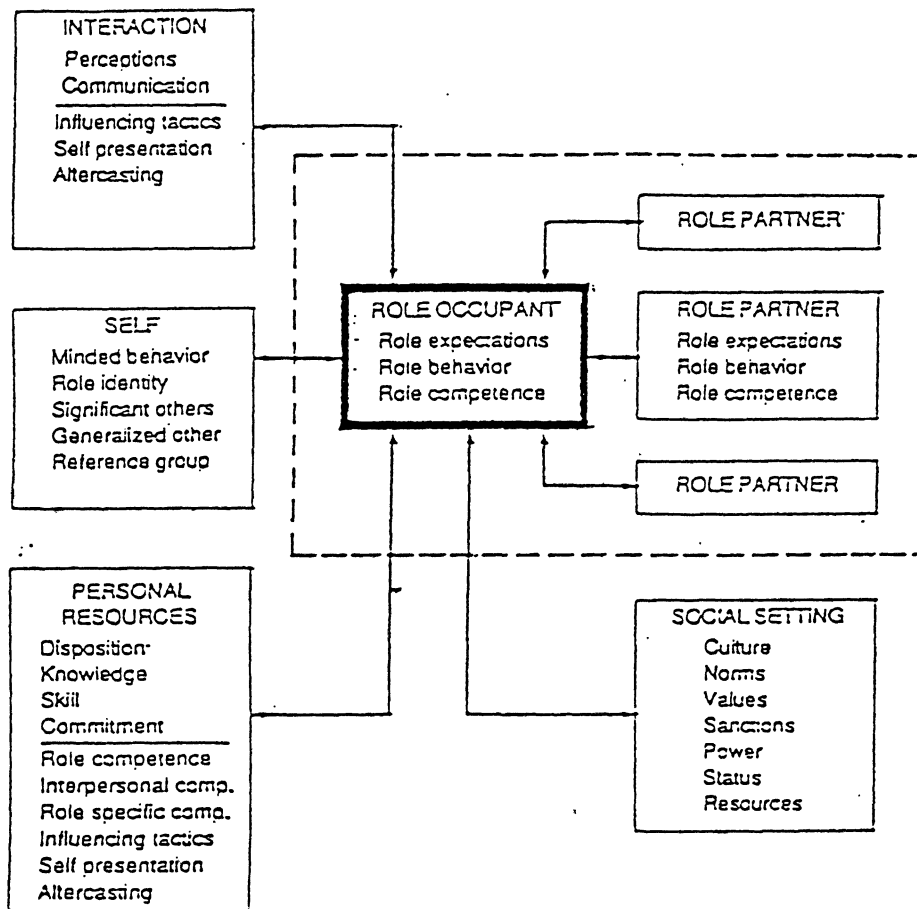 INTERACTION
Perceptions
Communication
Influencing tactics
Self presentation
Altercasting
ROLE PARTNER
ROLE OCCUPANT
Role expectations
Role behavior
Role competence
ROLE PARTNER
Role expectations
Role behavior
Role competence
ROLE PARTNER
SELF
Minded behavior
Role identity
Significant others
Generalized other
Reference group
PERSONAL
RESOURCES
Disposition
Knowledge
Skill
Commitment
Role competence
Interpersonal comp.
Role specific comp.
Influencing tactics
Self presentation
Altercasting
SOCIAL SETTING
Culture
Norms
Values
Sanctions
Power
Status
Resources